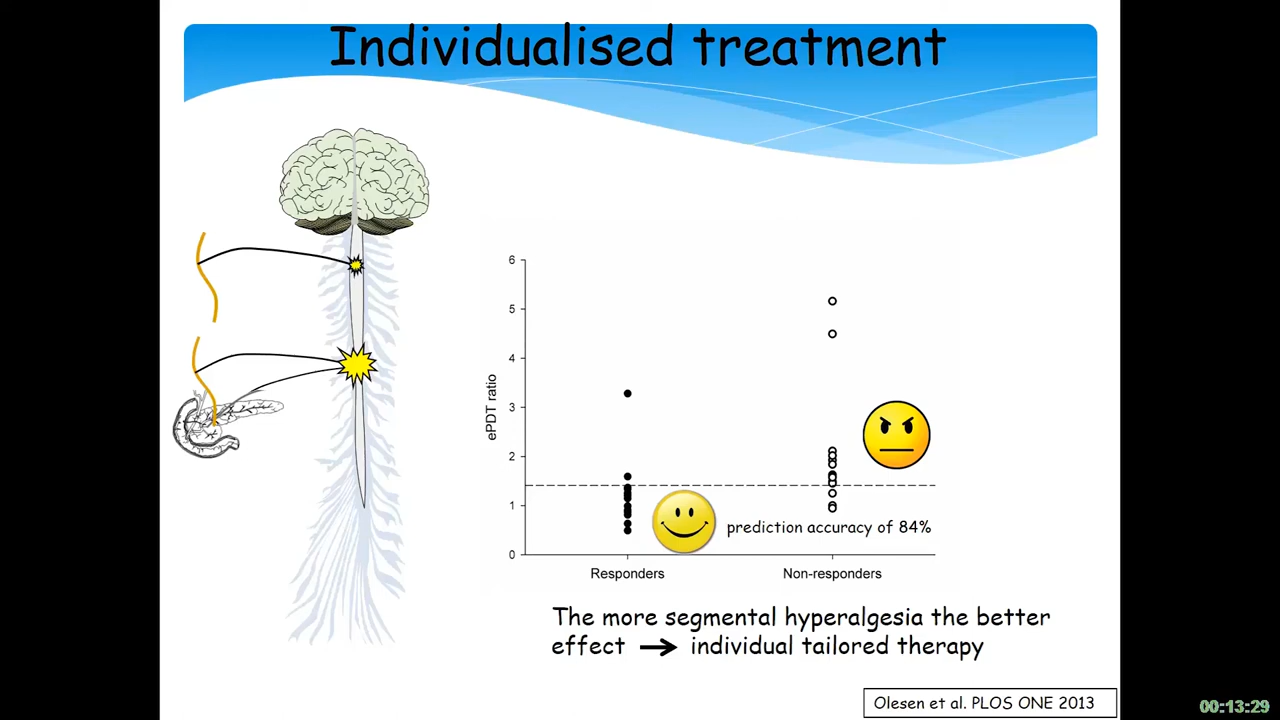 Individualised treatment
6
5
4
3
2
1
0
ePDT ratio
prediction accuracy of 84%
Responders
Non-responders
The more segmental hyperalgesia the better
effect → individual tailored therapy
Olesen et al. PLOS ONE 2013
00:13:29